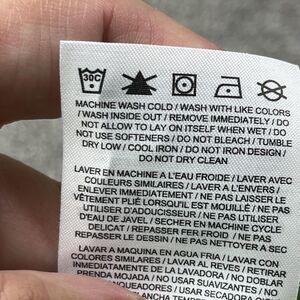 30C
MACHINE WASH COLD / WASH WITH LIKE COLORS
/ WASH INSIDE OUT / REMOVE IMMEDIATELY / DO
NOT ALLOW TO LAY ON ITSELF WHEN WET / DO
NOT USE SOFTENERS / DO NOT BLEACH / TUMBLE
DRY LOW / COOL IRON / DO NOT IRON DESIGN /
DO NOT DRY CLEAN
LAVER EN MACHINE A L'EAU FROIDE / LAVER AVEC
COULEURS SIMILAIRES / LAVER A L'ENVERS /
ENLEVER IMMEDIATEMENT / NE PAS LAISSER LE
VÊTEMENT PLIÉ LORSQU'IL EST MOUILLÉ / NE PAS
UTILISER D'ADOUCISSEUR / NE PAS UTILISER
D'EAU DE JAVEL / SECHER EN MACHINE CYCLE
DELICAT / REPASSER FER FROID / NE PAS
REPASSER LE DESSIN / NE PAS NETTOYER A SEC
LAVAR A MAQUINA EN AGUA FRIA / LAVAR CON
COLORES SIMILARES / LAVAR AL REVES / RETIRAR
INMEDIATAMENTE DE LA LAVADORA / NO DOBLAR
PRENDA MOJADA / NO USAR SUAVIZANTES / NO
BLANQUEADORES / USAR SECADORA
PLANCHA TEMP